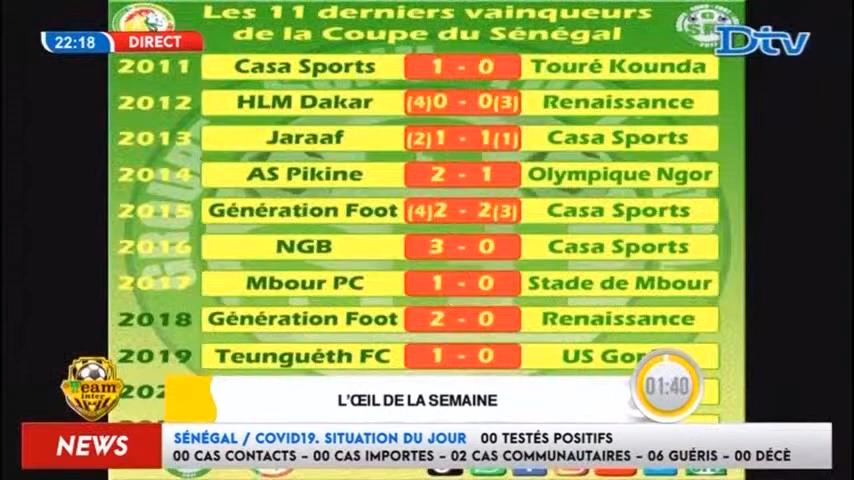 Les 11 derniers vainqueurs
de la Coupe du Sénégal
22:18 DIRECT
Dtv
2011 Casa Sports 1 - 0 Touré Kounda
2012 HLM Dakar (4)0 - 0(3) Renaissance
2013 Jaraaf (2)1 - 1(1) Casa Sports
2014 AS Pikine 2 - 1 Olympique Ngor
2015 Génération Foot (4)2 - 2(3) Casa Sports
2016 NGB 3 - 0 Casa Sports
2017 Mbour PC 1 - 0 Stade de Mbour
2018 Génération Foot 2 - 0 Renaissance
2019 Teunguéth FC 1 - 0 US
01:40
Team
inter
L'ŒIL DE LA SEMAINE
NEWS
SÉNÉGAL / COVID19. SITUATION DU JOUR 00 TESTÉS POSITIFS
00 CAS CONTACTS – 00 CAS IMPORTES – 02 CAS COMMUNAUTAIRES – 06 GUÉRIS – 00 DÉCÈ